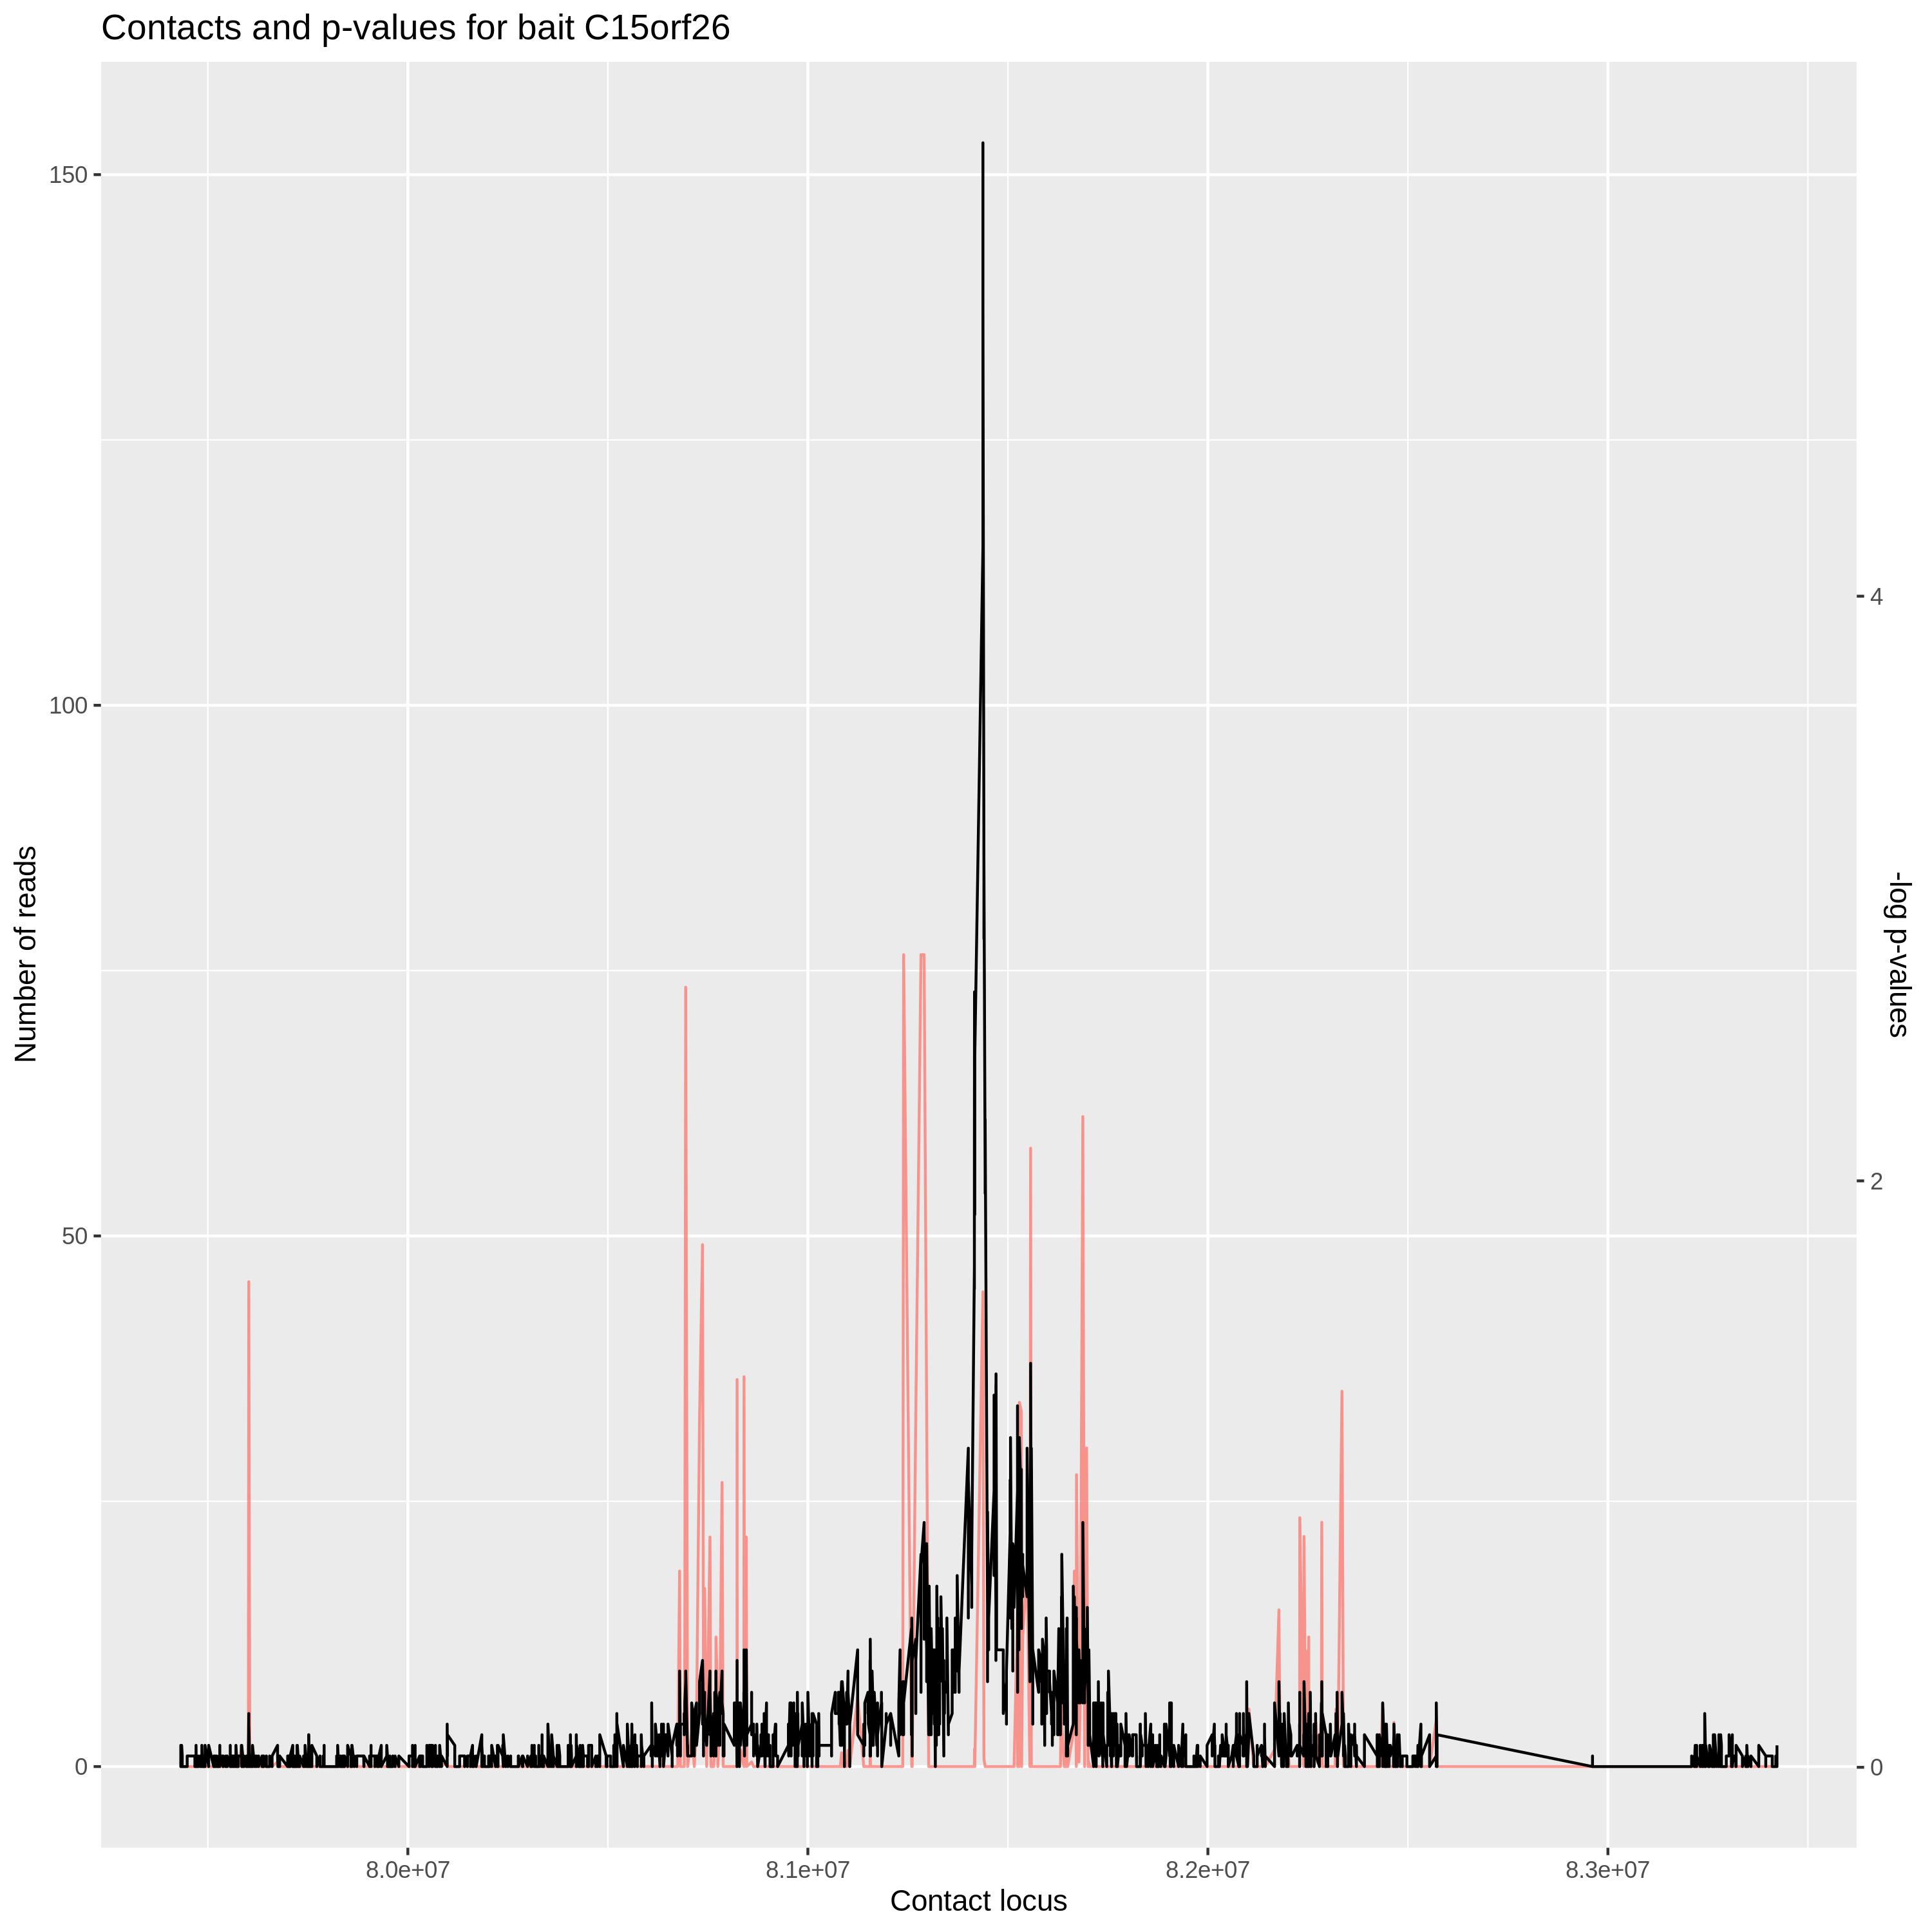 Contacts and p-values for bait C15orf26
150
100
50
0
Number of reads
4
2
0
-log p-values
8.0e+07
8.1e+07
8.2e+07
8.3e+07
Contact locus